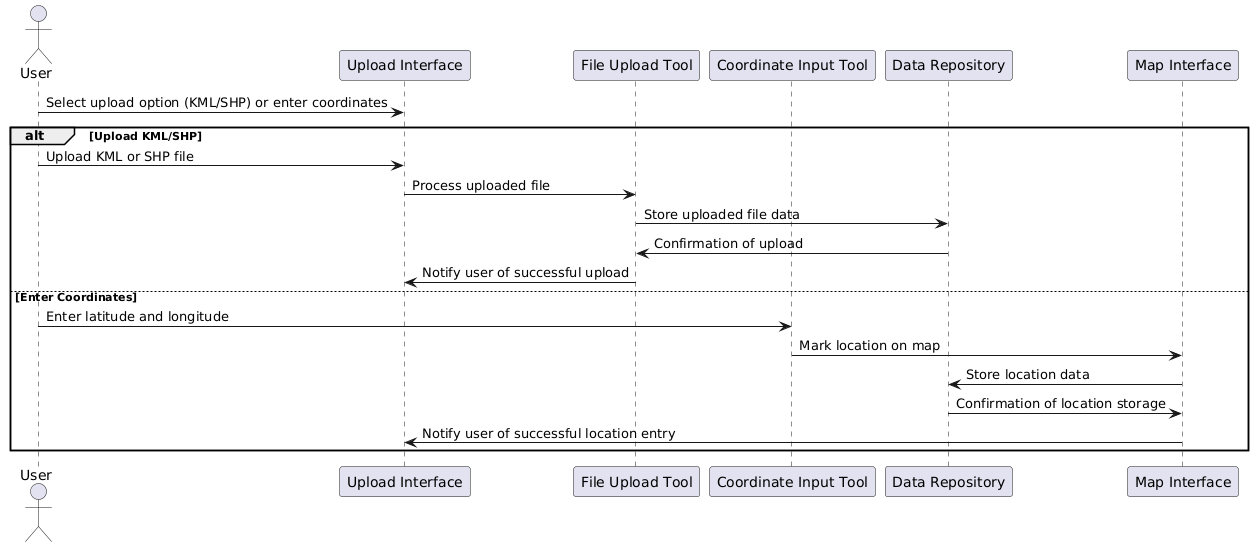 User
Upload Interface
File Upload Tool
Coordinate Input Tool
Data Repository
Map Interface
Select upload option (KML/SHP) or enter coordinates
alt
[Upload KML/SHP]
Upload KML or SHP file
Process uploaded file
Store uploaded file data
Confirmation of upload
Notify user of successful upload
[Enter Coordinates]
Enter latitude and longitude
Mark location on map
Store location data
Confirmation of location storage
Notify user of successful location entry
User
Upload Interface
File Upload Tool
Coordinate Input Tool
Data Repository
Map Interface